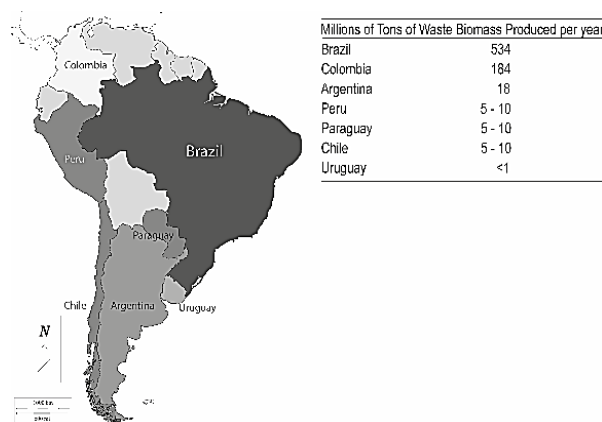 Millions of Tons of Waste Biomass Produced per year
Brazil 534
Colombia 184
Argentina 18
Peru 5 - 10
Paraguay 5 - 10
Chile 5 - 10
Uruguay <1
Colombia
Brazil
Peru
Paraguay
Chile
Argentina
Uruguay
N